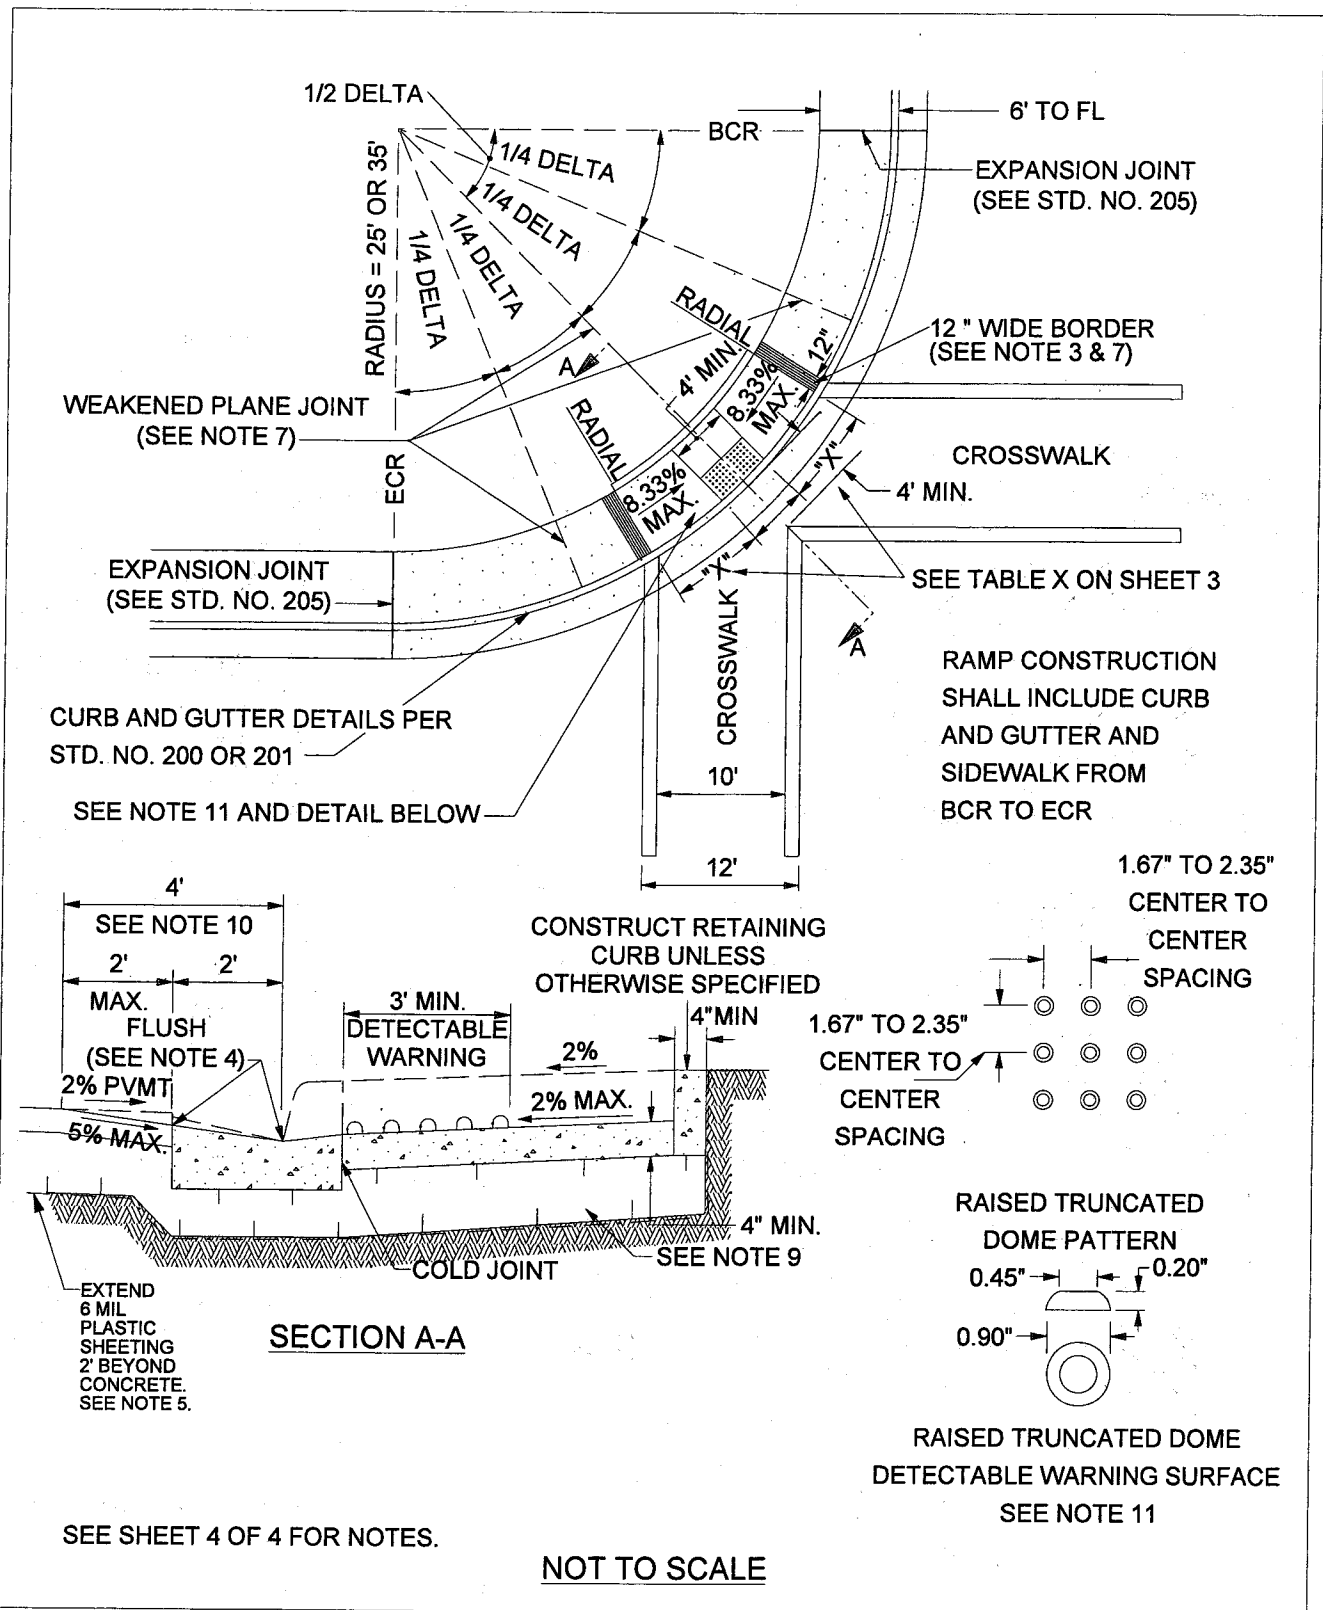 1/2 DELTA
BCR
6' TO FL
1/4 DELTA
1/4 DELTA
1/4 DELTA
1/4 DELTA
EXPANSION JOINT
(SEE STD. NO. 205)
RADIUS = 25' OR 35'
RADIAL
12"
12 " WIDE BORDER
(SEE NOTE 3 & 7)
A
4' MIN.
8.33%
MAX.
WEAKENED PLANE JOINT
(SEE NOTE 7)
RADIAL
"X"
CROSSWALK
ECR
8.33%
MAX.
4' MIN.
EXPANSION JOINT
(SEE STD. NO. 205)
"X"
SEE TABLE X ON SHEET 3
CROSSWALK
A
RAMP CONSTRUCTION
SHALL INCLUDE CURB
AND GUTTER AND
SIDEWALK FROM
BCR TO ECR
CURB AND GUTTER DETAILS PER
STD. NO. 200 OR 201
10'
SEE NOTE 11 AND DETAIL BELOW
12'
4'
SEE NOTE 10
2'
MAX.
2'
FLUSH
(SEE NOTE 4)
3' MIN.
DETECTABLE
WARNING
CONSTRUCT RETAINING
CURB UNLESS
OTHERWISE SPECIFIED
4"MIN
2%
2% PVMT
2% MAX.
5% MAX.
4" MIN.
SEE NOTE 9
COLD JOINT
EXTEND
6 MIL
PLASTIC
SHEETING
2' BEYOND
CONCRETE.
SEE NOTE 5.
SECTION A-A
1.67" TO 2.35"
CENTER TO
CENTER
SPACING
1.67" TO 2.35"
CENTER TO
CENTER
SPACING
RAISED TRUNCATED
DOME PATTERN
0.45"
0.20"
0.90"
RAISED TRUNCATED DOME
DETECTABLE WARNING SURFACE
SEE NOTE 11
SEE SHEET 4 OF 4 FOR NOTES.
NOT TO SCALE